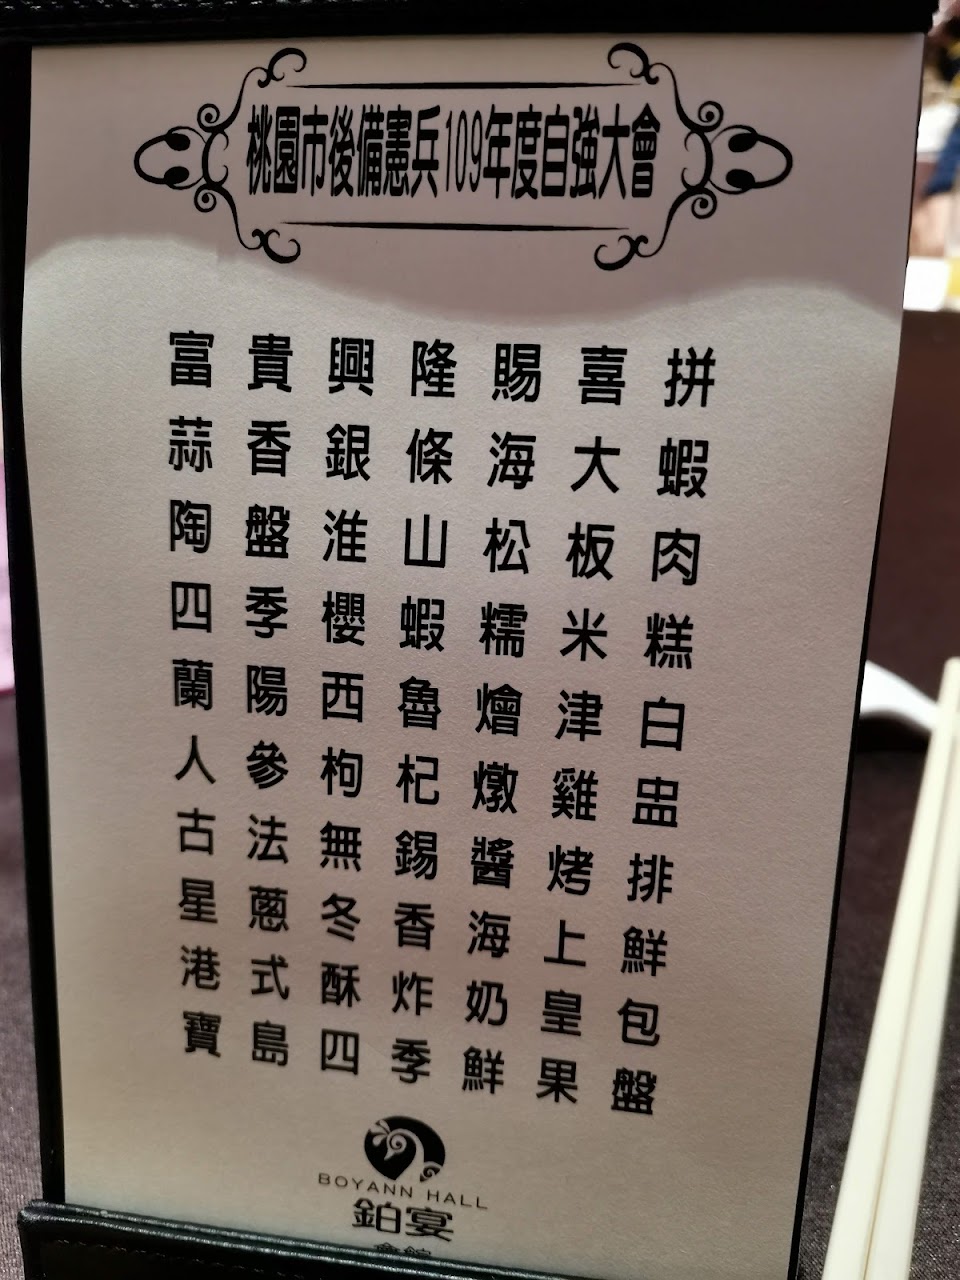 桃園市後備憲兵109年度自強大會
富貴興隆賜喜拼
蒜香銀條海大蝦
陶盤淮山松板肉
四季櫻蝦糯米糕
蘭陽西魯燴津白
人參枸杞燉雞盅
古法無錫醬烤排
星蔥冬香海上鮮
港式酥炸奶皇包
寶島四季鮮果盤
BOYANN HALL
鉑宴
會館